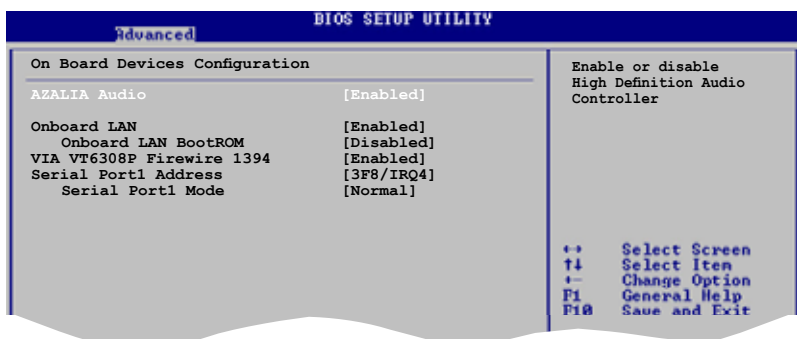 BIOS SETUP UTILITY
Advanced
On Board Devices Configuration
AZALIA Audio [Enabled]
Onboard LAN [Enabled]
Onboard LAN BootROM [Disabled]
VIA VT6308P Firewire 1394 [Enabled]
Serial Port1 Address [3F8/IRQ4]
Serial Port1 Mode [Normal]
Enable or disable
High Definition Audio
Controller
←→ Select Screen
↑↓ Select Item
+- Change Option
F1 General Help
F10 Save and Exit